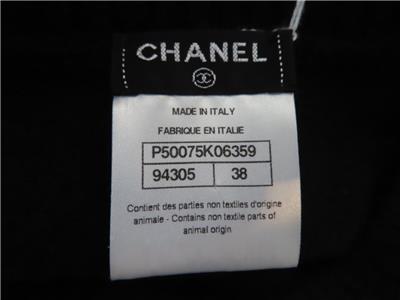 CHANEL
MADE IN ITALY
FABRIQUE EN ITALIE
P50075K06359
94305 38
Contient des parties non textiles d'origine
animale - Contains non textile parts of
animal origin